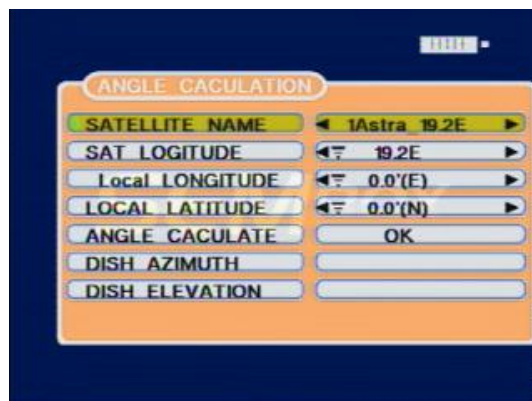 ANGLE CACULATION
SATELLITE NAME 1Astra_19.2E
SAT LOGITUDE 19.2E
Local LONGITUDE 0.0'(E)
LOCAL LATITUDE 0.0'(N)
ANGLE CACULATE OK
DISH AZIMUTH
DISH ELEVATION